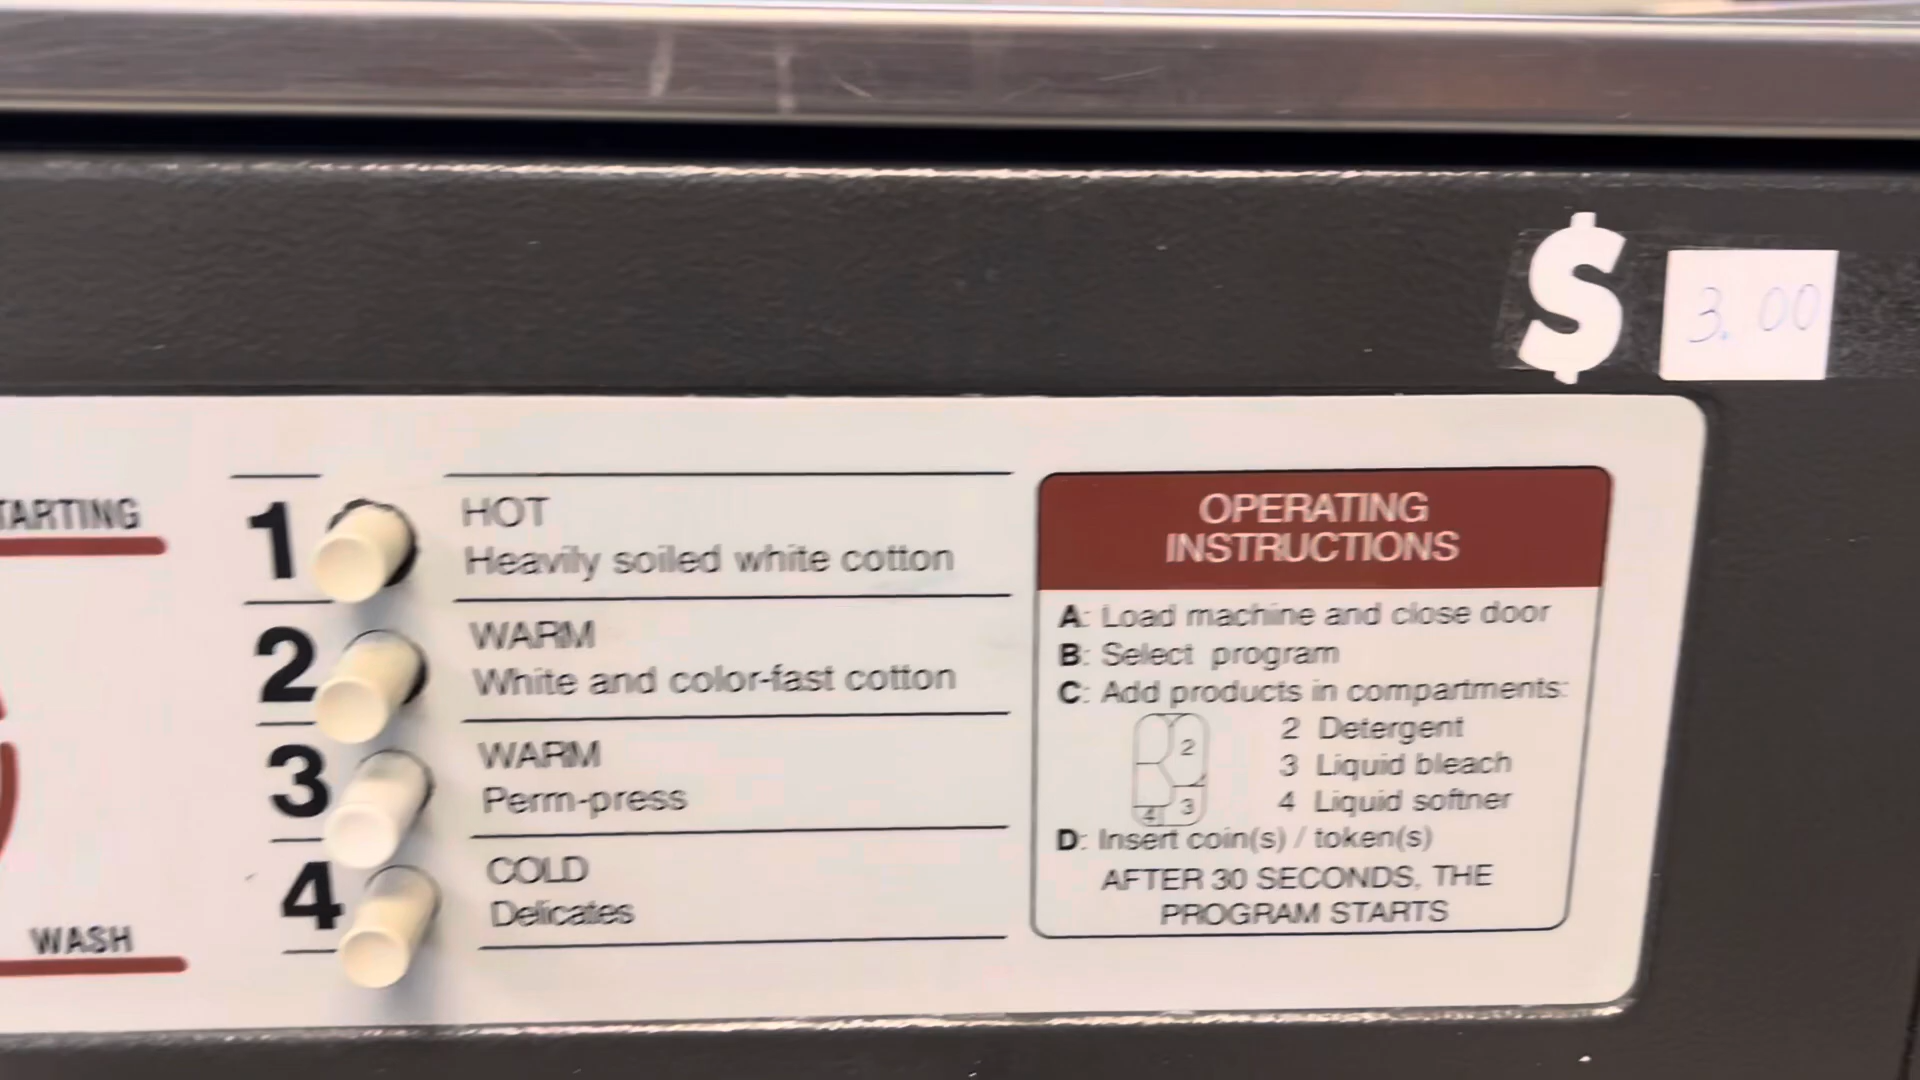 $ 3.00
TARTING
1 HOT
Heavily soiled white cotton
2 WARM
White and color-fast cotton
3 WARM
Perm-press
4 COLD
Delicates
WASH
OPERATING
INSTRUCTIONS
A: Load machine and close door
B: Select program
C: Add products in compartments:
2
3
4
2 Detergent
3 Liquid bleach
4 Liquid softner
D: Insert coin(s) / token(s)
AFTER 30 SECONDS, THE
PROGRAM STARTS